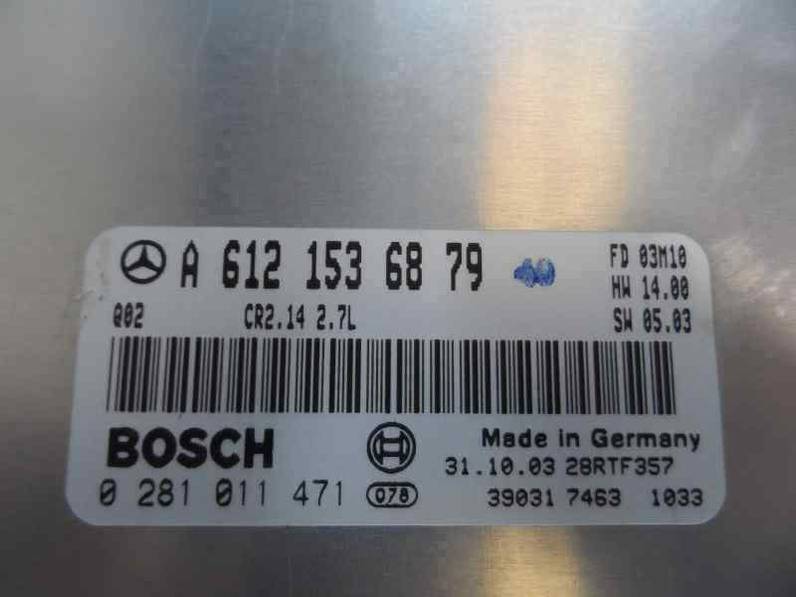 A 612 153 68 79
FD 03M10
HW 14.00
SW 05.03
Q02 CR2.14 2.7L
BOSCH
Made in Germany
31.10.03 28RTF357
0 281 011 471 078
39031 7463 1033